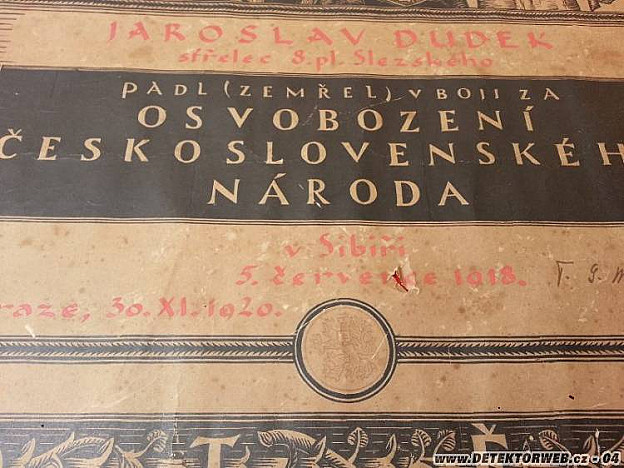 JAROSLAV DUDEK
střelec 8. pl. Slezského
PADL (ZEMŘEL) V BOJI ZA
OSVOBOZENÍ
ČESKOSLOVENSKÉH
NÁRODA
v Sibiři
5. července 1918.
raze, 30. XI. 1920.
WWW.DETEKTORWEB.cz - 04